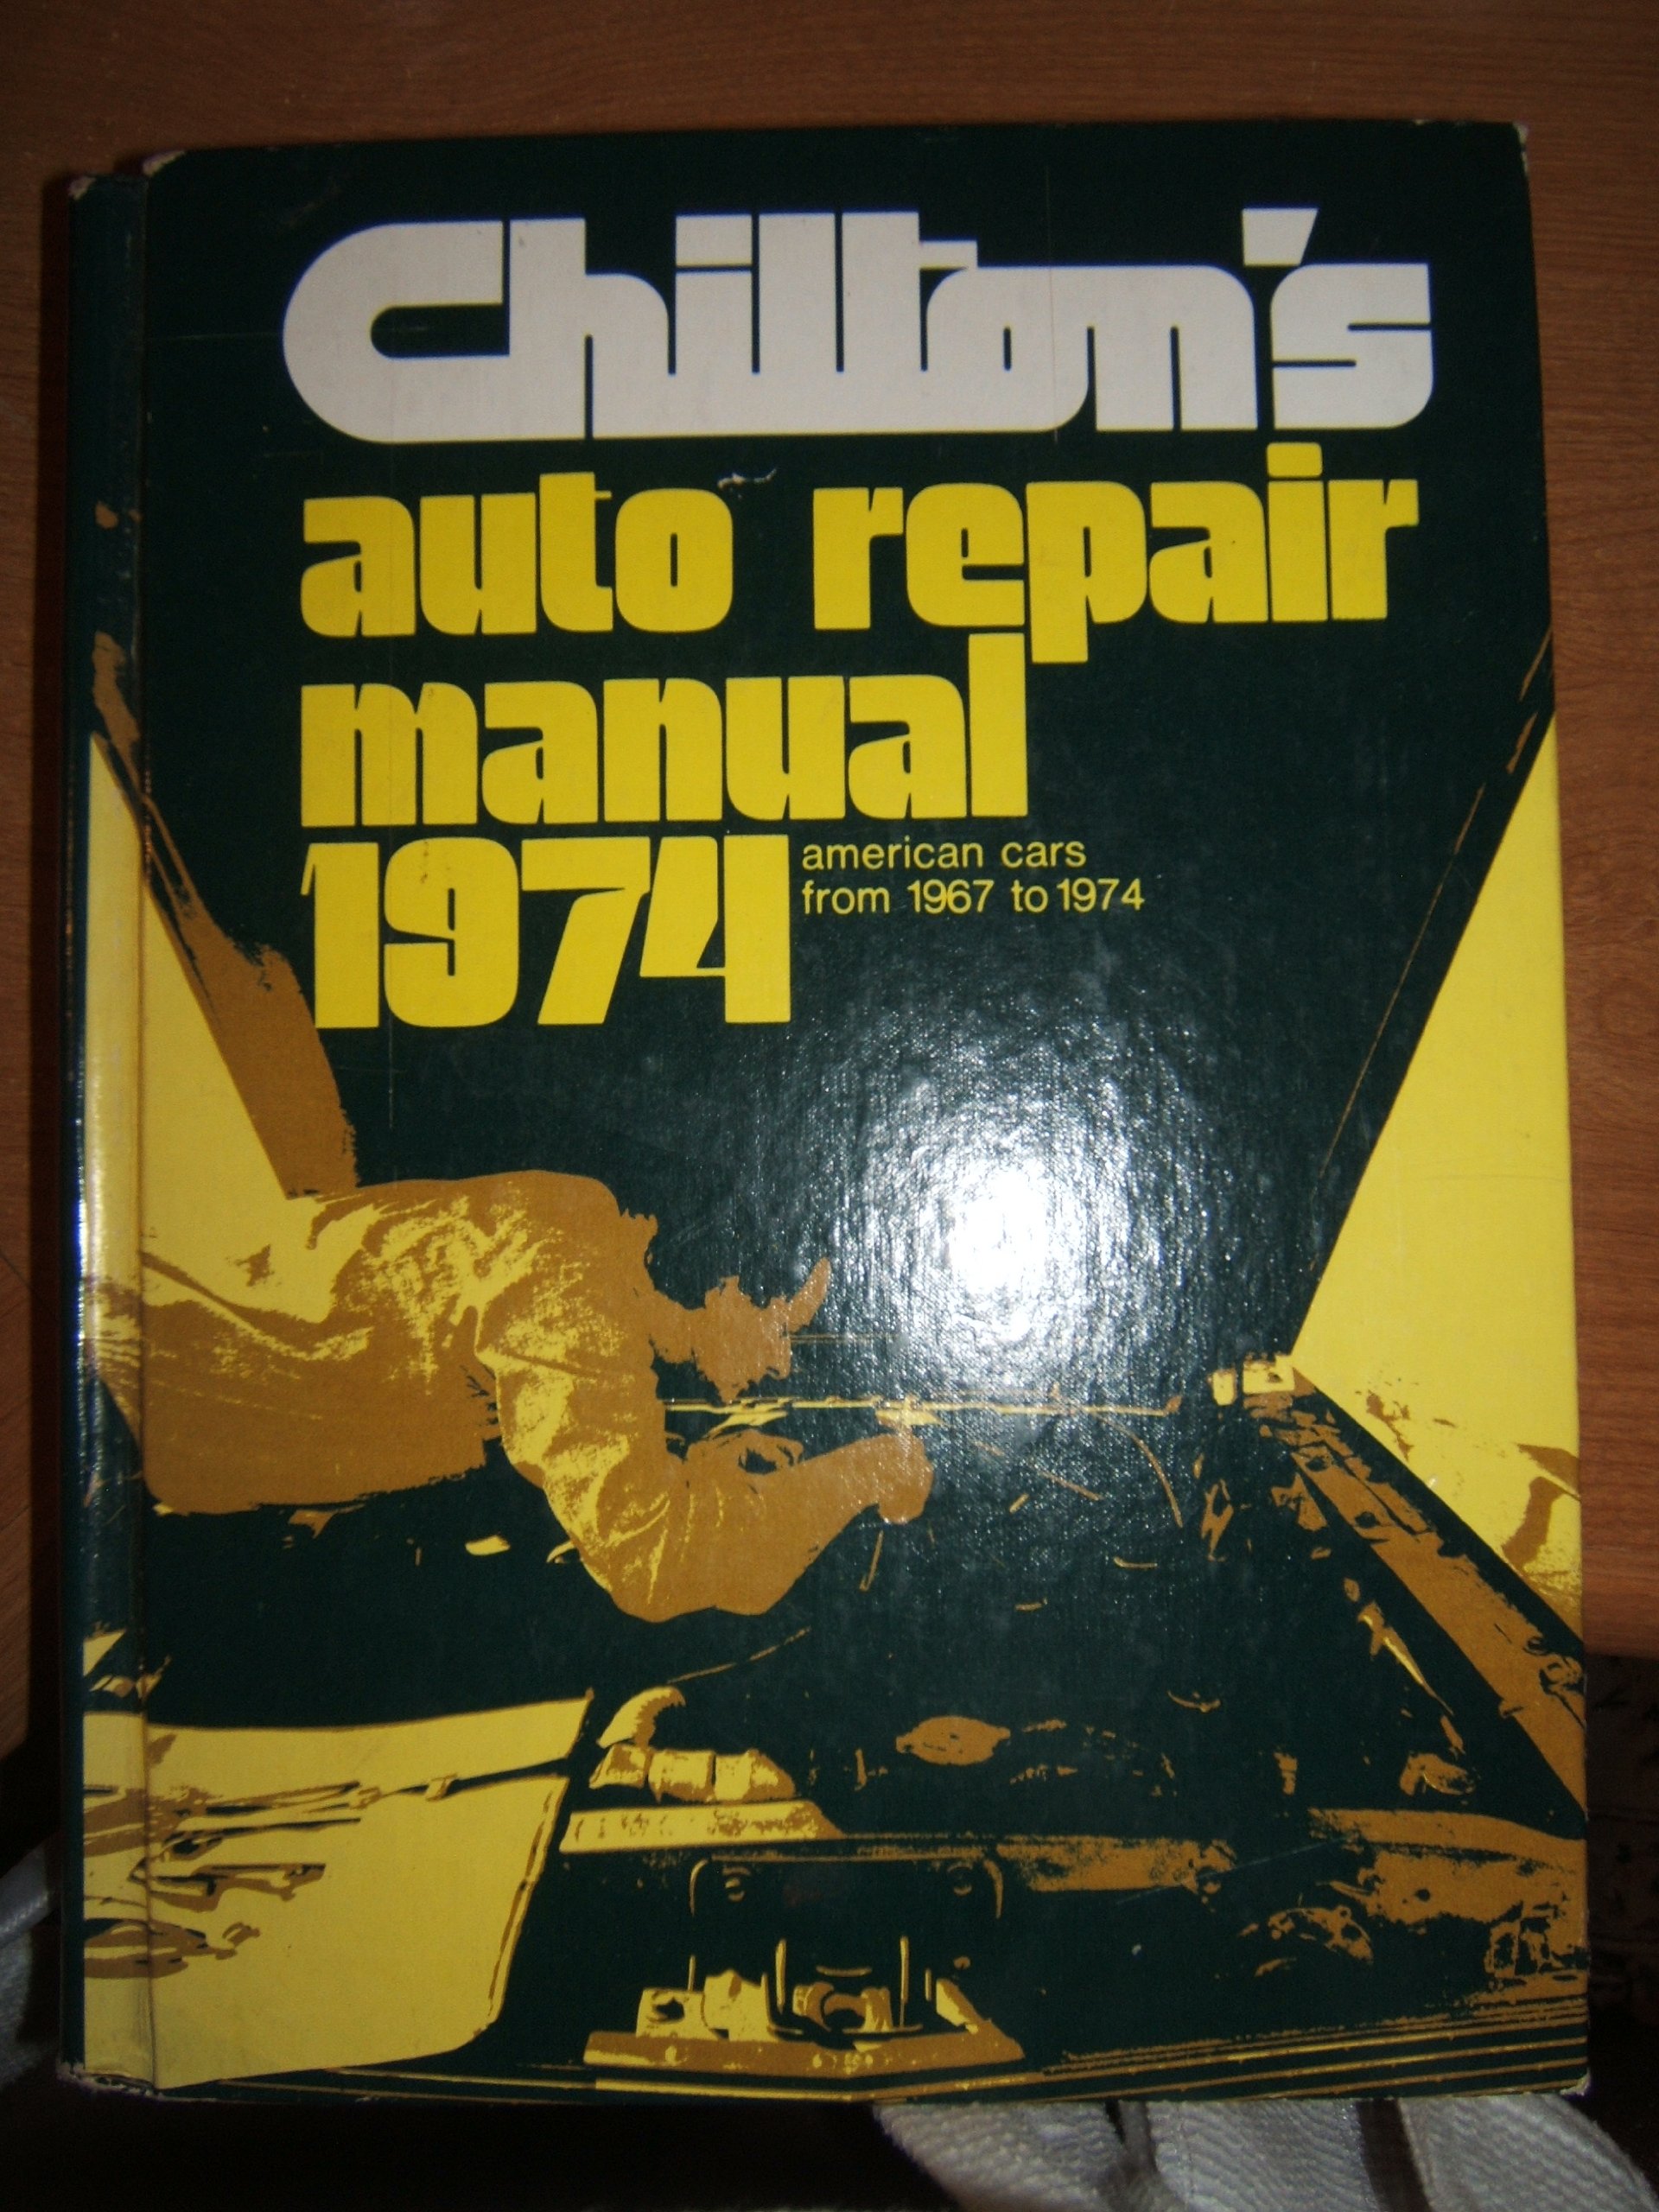 Chilton's
auto repair
manual
1974
american cars
from 1967 to 1974